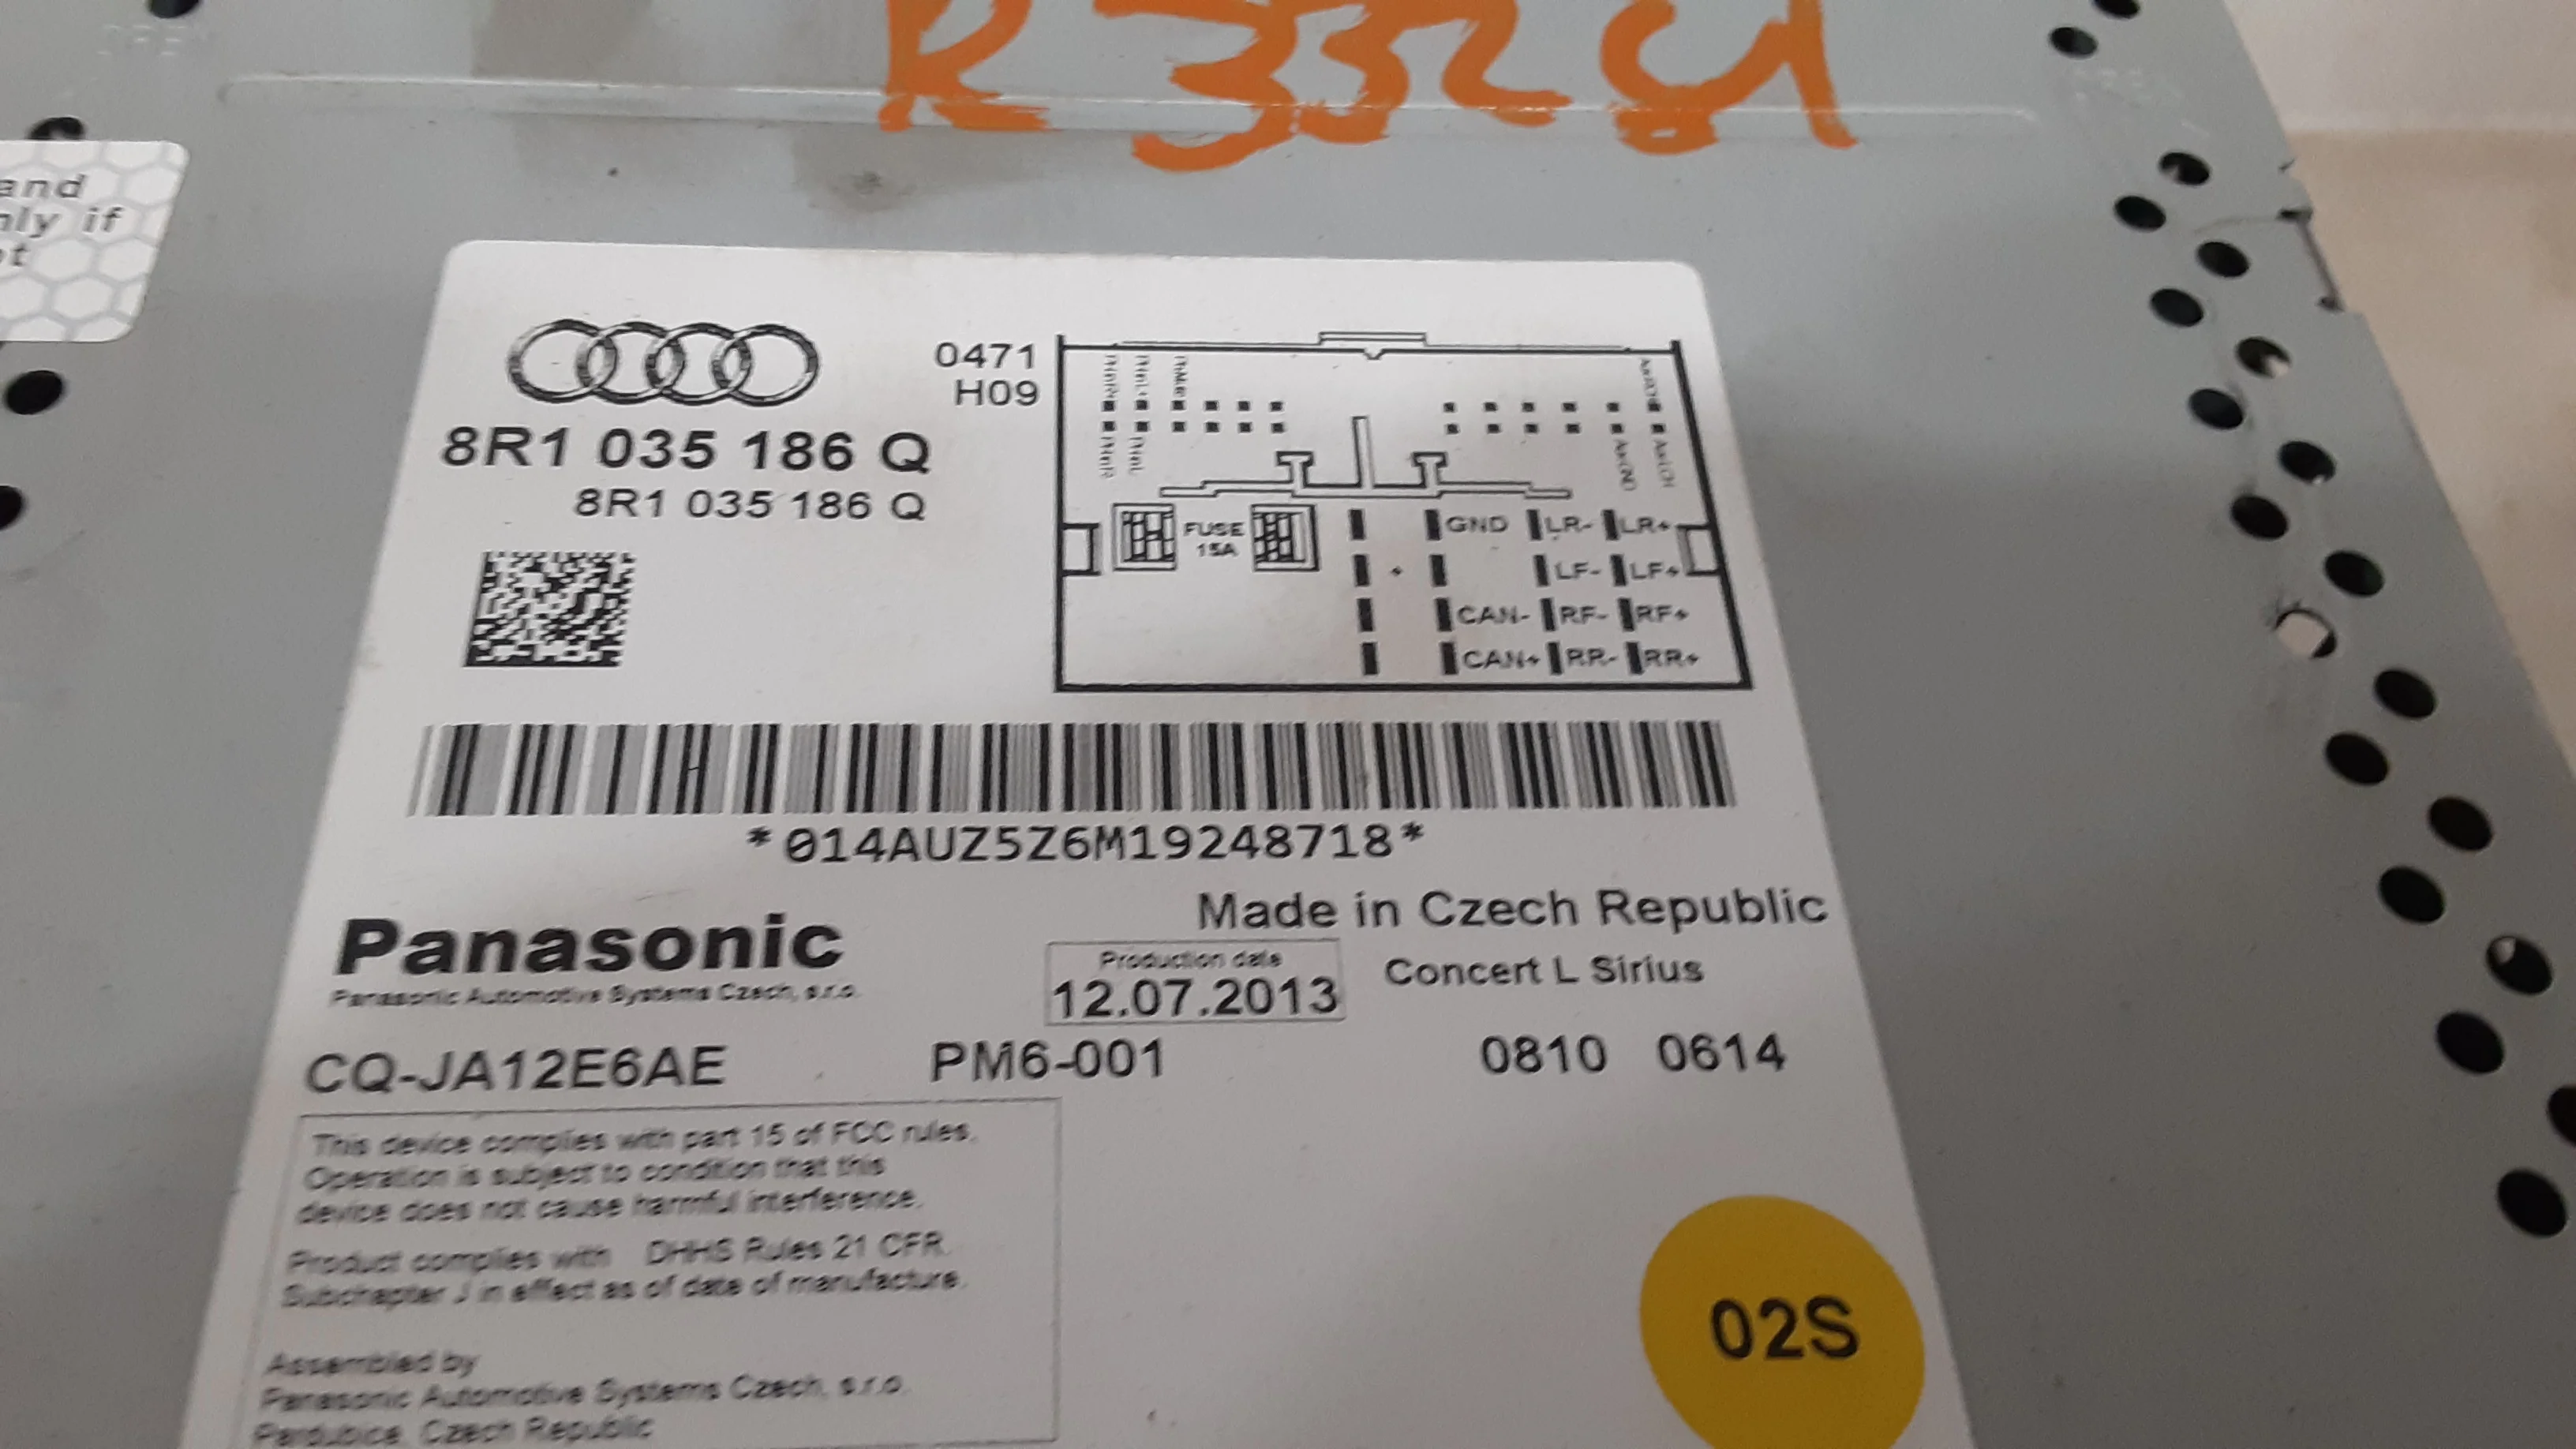 R332C1
and
nly if
ot
8R1 035 186 Q
8R1 035 186 Q
0471
H09
FUSE
15A
GND LR- LR+
LF- LF+
CAN- RF- RF+
CAN+ RR- RR+
*014AUZ5Z6M19248718*
Panasonic
Panasonic Automotive Systems Czech, s.r.o.
Made in Czech Republic
Production date
12.07.2013
Concert L Sirius
CQ-JA12E6AE
PM6-001
0810 0614
This device complies with part 15 of FCC rules.
Operation is subject to condition that this
device does not cause harmful interference.
Product complies with DHHS Rules 21 CFR
Subchapter J in effect as of date of manufacture.
Assembled by
Panasonic Automotive Systems Czech, s.r.o.
Pardubice, Czech Republic
02S